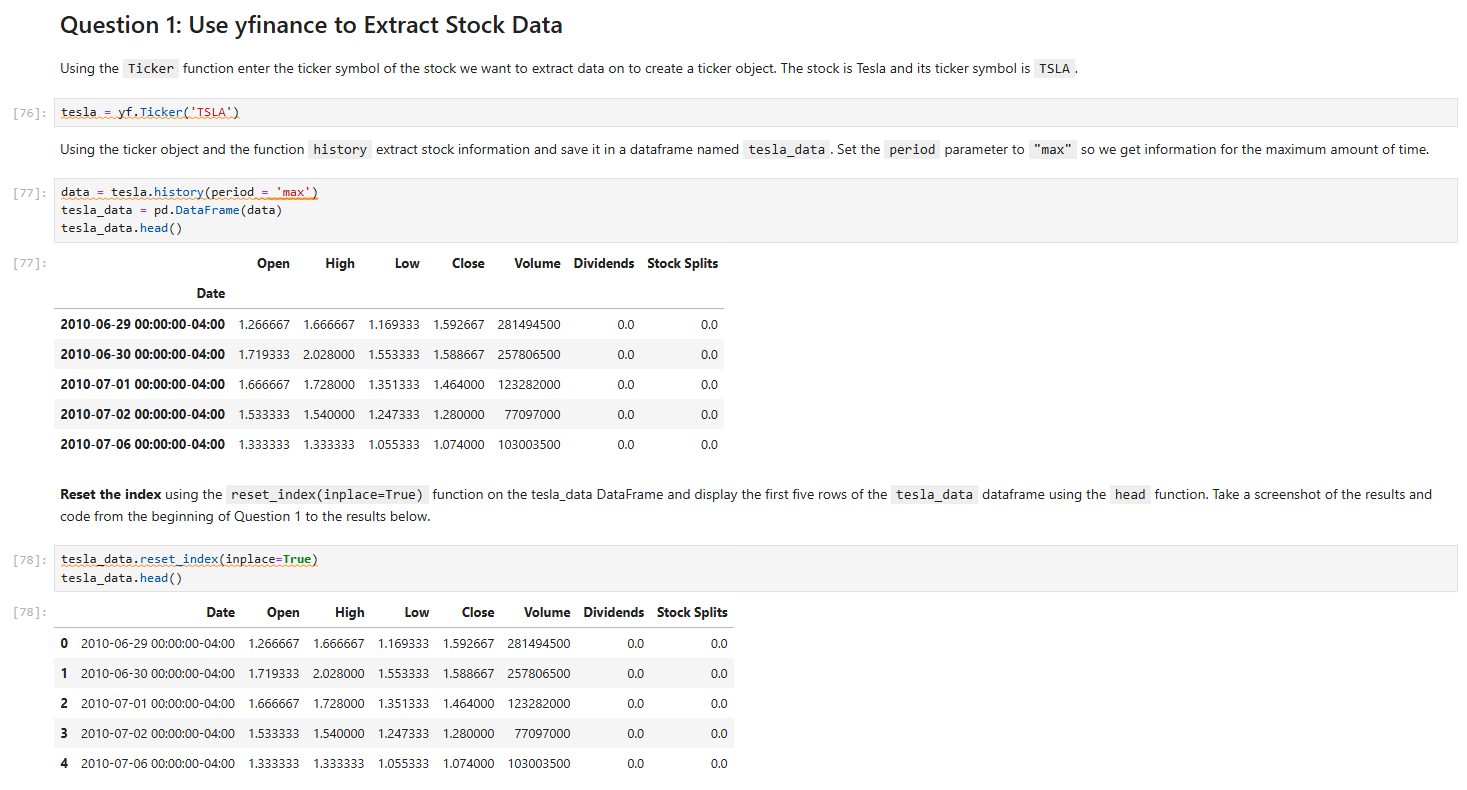 Question 1: Use yfinance to Extract Stock Data
Using the Ticker function enter the ticker symbol of the stock we want to extract data on to create a ticker object. The stock is Tesla and its ticker symbol is TSLA .
[76]: tesla = yf.Ticker('TSLA')
Using the ticker object and the function history extract stock information and save it in a dataframe named tesla_data . Set the period parameter to "max" so we get information for the maximum amount of time.
[77]: data = tesla.history(period = 'max')
tesla_data = pd.DataFrame(data)
tesla_data.head()
[77]: Open High Low Close Volume Dividends Stock Splits
Date
2010-06-29 00:00:00-04:00 1.266667 1.666667 1.169333 1.592667 281494500 0.0 0.0
2010-06-30 00:00:00-04:00 1.719333 2.028000 1.553333 1.588667 257806500 0.0 0.0
2010-07-01 00:00:00-04:00 1.666667 1.728000 1.351333 1.464000 123282000 0.0 0.0
2010-07-02 00:00:00-04:00 1.533333 1.540000 1.247333 1.280000 77097000 0.0 0.0
2010-07-06 00:00:00-04:00 1.333333 1.333333 1.055333 1.074000 103003500 0.0 0.0
Reset the index using the reset_index(inplace=True) function on the tesla_data DataFrame and display the first five rows of the tesla_data dataframe using the head function. Take a screenshot of the results and
code from the beginning of Question 1 to the results below.
[78]: tesla_data.reset_index(inplace=True)
tesla_data.head()
[78]: Date Open High Low Close Volume Dividends Stock Splits
0 2010-06-29 00:00:00-04:00 1.266667 1.666667 1.169333 1.592667 281494500 0.0 0.0
1 2010-06-30 00:00:00-04:00 1.719333 2.028000 1.553333 1.588667 257806500 0.0 0.0
2 2010-07-01 00:00:00-04:00 1.666667 1.728000 1.351333 1.464000 123282000 0.0 0.0
3 2010-07-02 00:00:00-04:00 1.533333 1.540000 1.247333 1.280000 77097000 0.0 0.0
4 2010-07-06 00:00:00-04:00 1.333333 1.333333 1.055333 1.074000 103003500 0.0 0.0